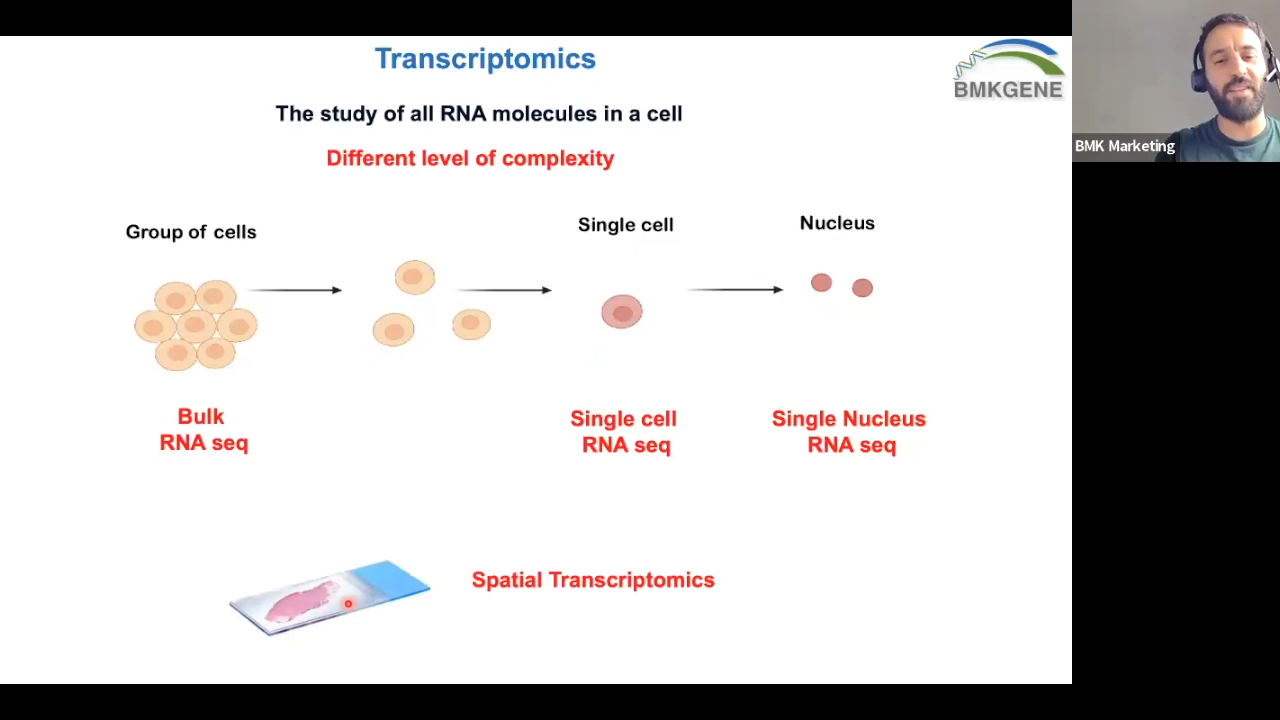 Transcriptomics
BMKGENE
The study of all RNA molecules in a cell
Different level of complexity
BMK Marketing
Group of cells
Single cell
Nucleus
Bulk
RNA seq
Single cell
RNA seq
Single Nucleus
RNA seq
Spatial Transcriptomics